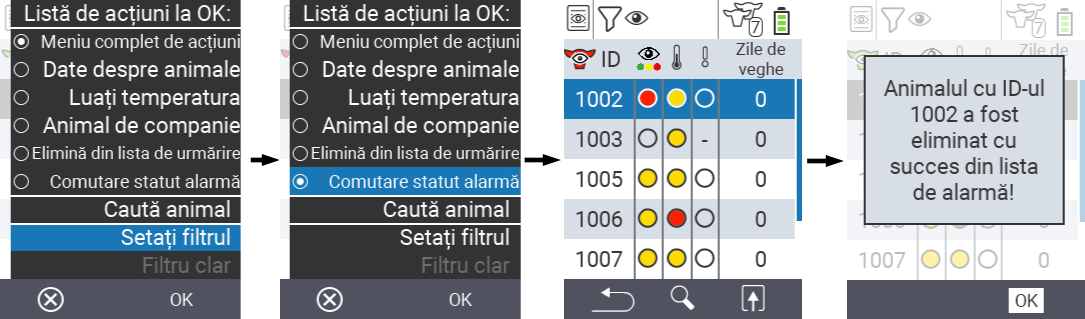 Listă de acțiuni la OK:
Meniu complet de acțiuni
Date despre animale
Luați temperatura
Animal de companie
Elimină din lista de urmărire
Comutare statut alarmă
Caută animal
Setați filtrul
Filtru clar
OK
Listă de acțiuni la OK:
Meniu complet de acțiuni
Date despre animale
Luați temperatura
Animal de companie
Elimină din lista de urmărire
Comutare statut alarmă
Caută animal
Setați filtrul
Filtru clar
OK
7
ID Zile de veghe
1002 0
1003 - 0
1005 0
1006 0
1007 0
7
ID Zile de
Animalul cu ID-ul
1002 a fost
eliminat cu
succes din lista
de alarmă!
1007 0
OK